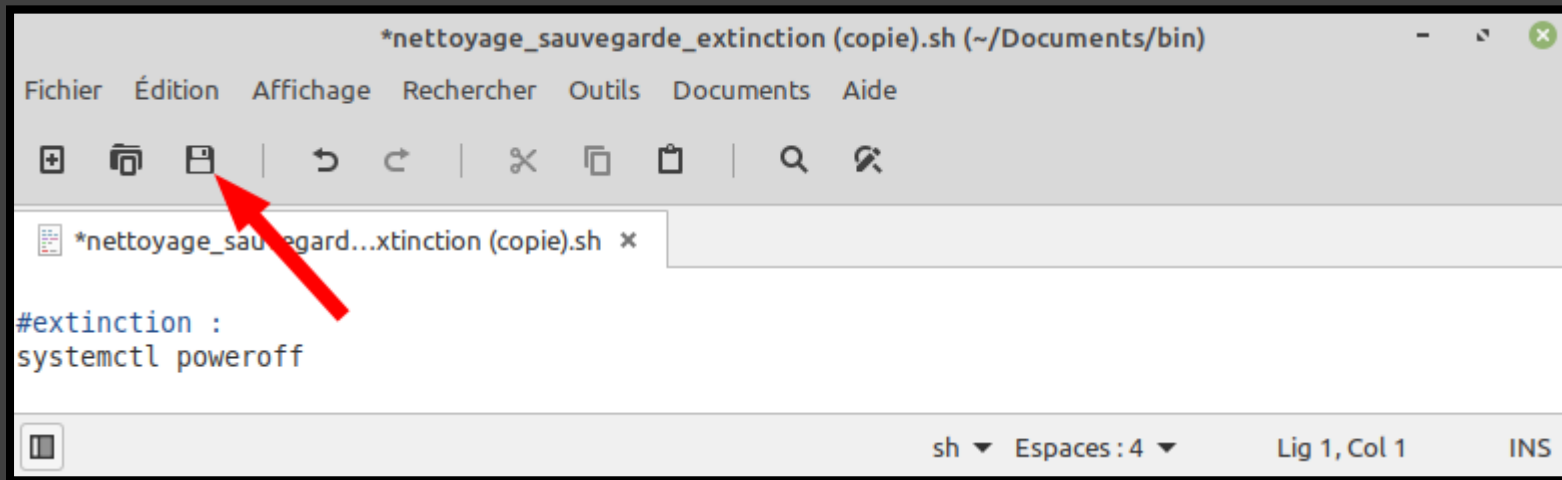 *nettoyage_sauvegarde_extinction (copie).sh (~/Documents/bin)
Fichier Édition Affichage Rechercher Outils Documents Aide
*nettoyage_sauvegard…xtinction (copie).sh
#extinction :
systemctl poweroff
sh Espaces : 4 Lig 1, Col 1 INS